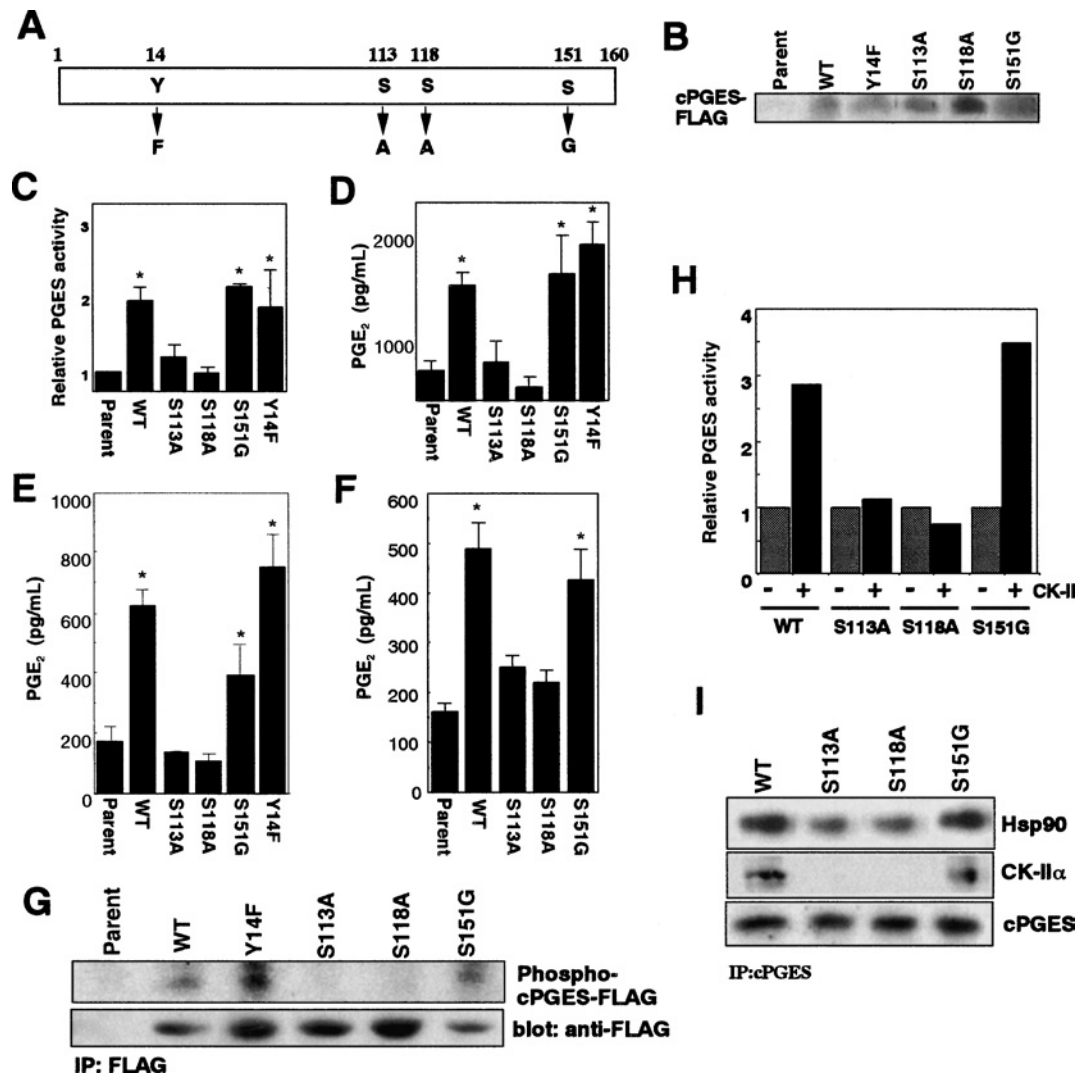 A
1 14 113 118 151 160
Y S S S
F A A G
B
Parent WT Y14F S113A S118A S151G
cPGES-
FLAG
C
Relative PGES activity
3
2
1
* * *
Parent WT S113A S118A S151G Y14F
D
PGE2 (pg/mL)
2000
1000
* * *
Parent WT S113A S118A S151G Y14F
E
PGE2 (pg/mL)
1000
800
600
400
200
0
* * *
Parent WT S113A S118A S151G Y14F
F
PGE2 (pg/mL)
600
500
400
300
200
100
0
* *
Parent WT S113A S118A S151G
G
Parent WT Y14F S113A S118A S151G
Phospho-
cPGES-FLAG
blot: anti-FLAG
IP: FLAG
H
Relative PGES activity
4
3
2
1
0
- + - + - + - + CK-II
WT S113A S118A S151G
I
WT S113A S118A S151G
Hsp90
CK-IIα
cPGES
IP:cPGES